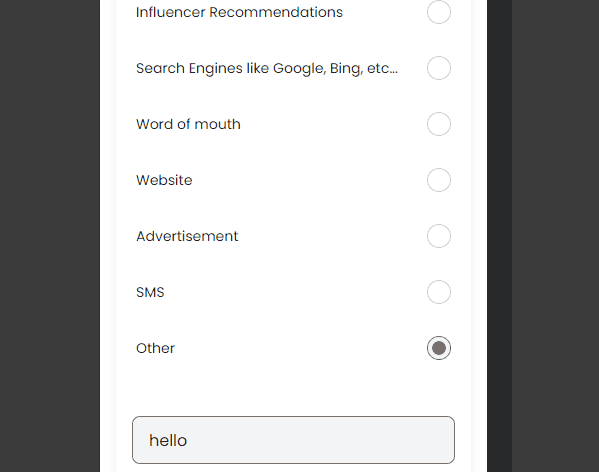 Influencer Recommendations
Search Engines like Google, Bing, etc...
Word of mouth
Website
Advertisement
SMS
Other
hello